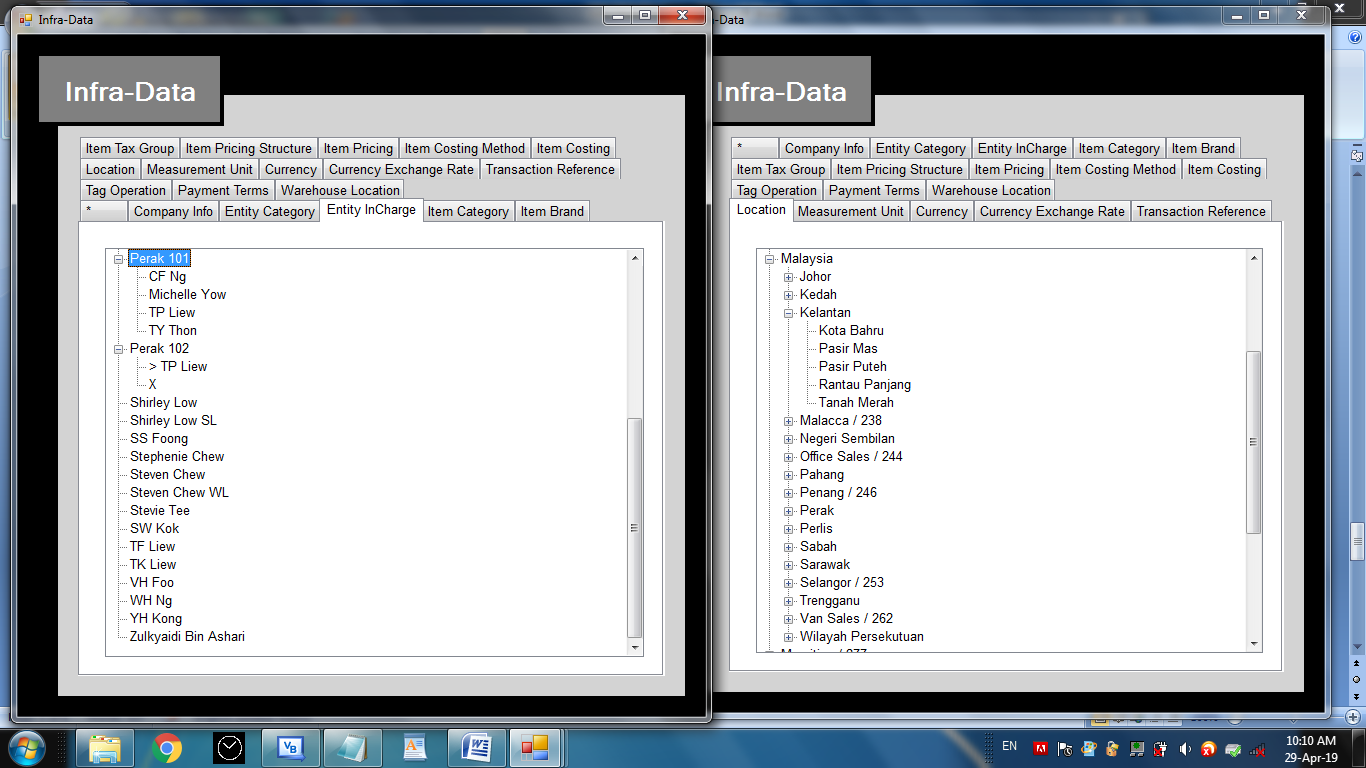 Infra-Data
Infra-Data
Item Tax Group Item Pricing Structure Item Pricing Item Costing Method Item Costing
Location Measurement Unit Currency Currency Exchange Rate Transaction Reference
Tag Operation Payment Terms Warehouse Location
* Company Info Entity Category Entity InCharge Item Category Item Brand
Perak 101
CF Ng
Michelle Yow
TP Liew
TY Thon
Perak 102
> TP Liew
X
Shirley Low
Shirley Low SL
SS Foong
Stephenie Chew
Steven Chew
Steven Chew WL
Stevie Tee
SW Kok
TF Liew
TK Liew
VH Foo
WH Ng
YH Kong
Zulkyaidi Bin Ashari
-Data
Infra-Data
* Company Info Entity Category Entity InCharge Item Category Item Brand
Item Tax Group Item Pricing Structure Item Pricing Item Costing Method Item Costing
Tag Operation Payment Terms Warehouse Location
Location Measurement Unit Currency Currency Exchange Rate Transaction Reference
Malaysia
Johor
Kedah
Kelantan
Kota Bahru
Pasir Mas
Pasir Puteh
Rantau Panjang
Tanah Merah
Malacca / 238
Negeri Sembilan
Office Sales / 244
Pahang
Penang / 246
Perak
Perlis
Sabah
Sarawak
Selangor / 253
Trengganu
Van Sales / 262
Wilayah Persekutuan
VB
EN
10:10 AM
29-Apr-19